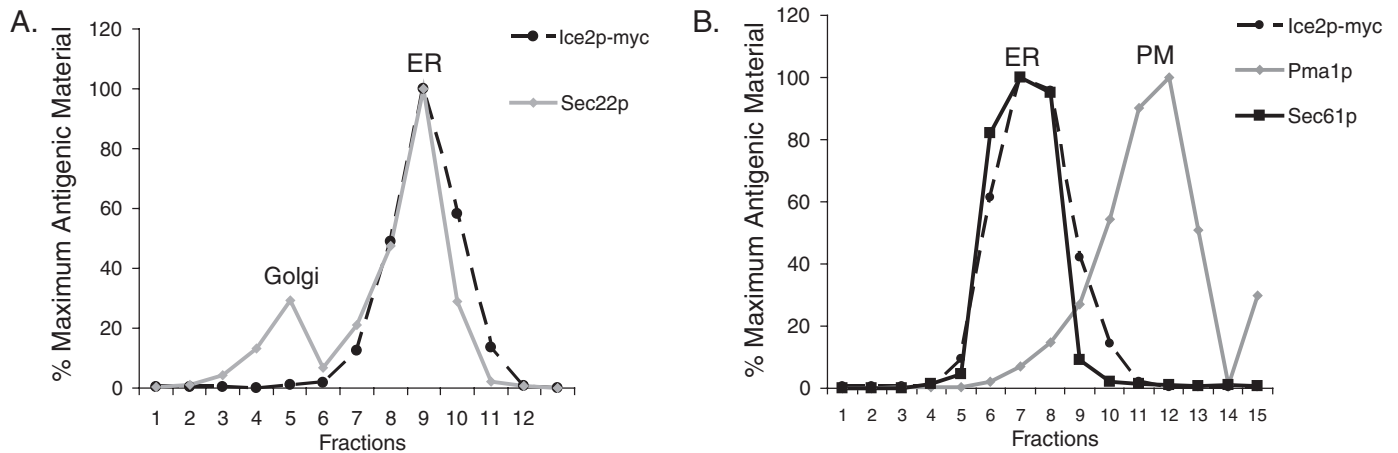 A.
% Maximum Antigenic Material
120
100
80
60
40
20
0
ER
Golgi
Ice2p-myc
Sec22p
1 2 3 4 5 6 7 8 9 10 11 12
Fractions
B.
% Maximum Antigenic Material
120
100
80
60
40
20
0
ER
PM
Ice2p-myc
Pma1p
Sec61p
1 2 3 4 5 6 7 8 9 10 11 12 13 14 15
Fractions